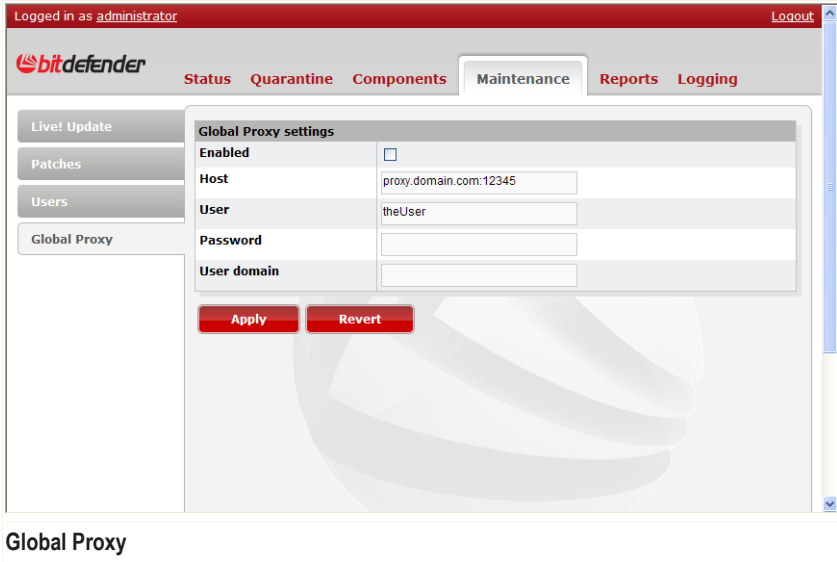 Logged in as administrator Logout
bitdefender
Status Quarantine Components Maintenance Reports Logging
Live! Update
Patches
Users
Global Proxy
Global Proxy settings
Enabled
Host proxy.domain.com:12345
User theUser
Password
User domain
Apply Revert
Global Proxy